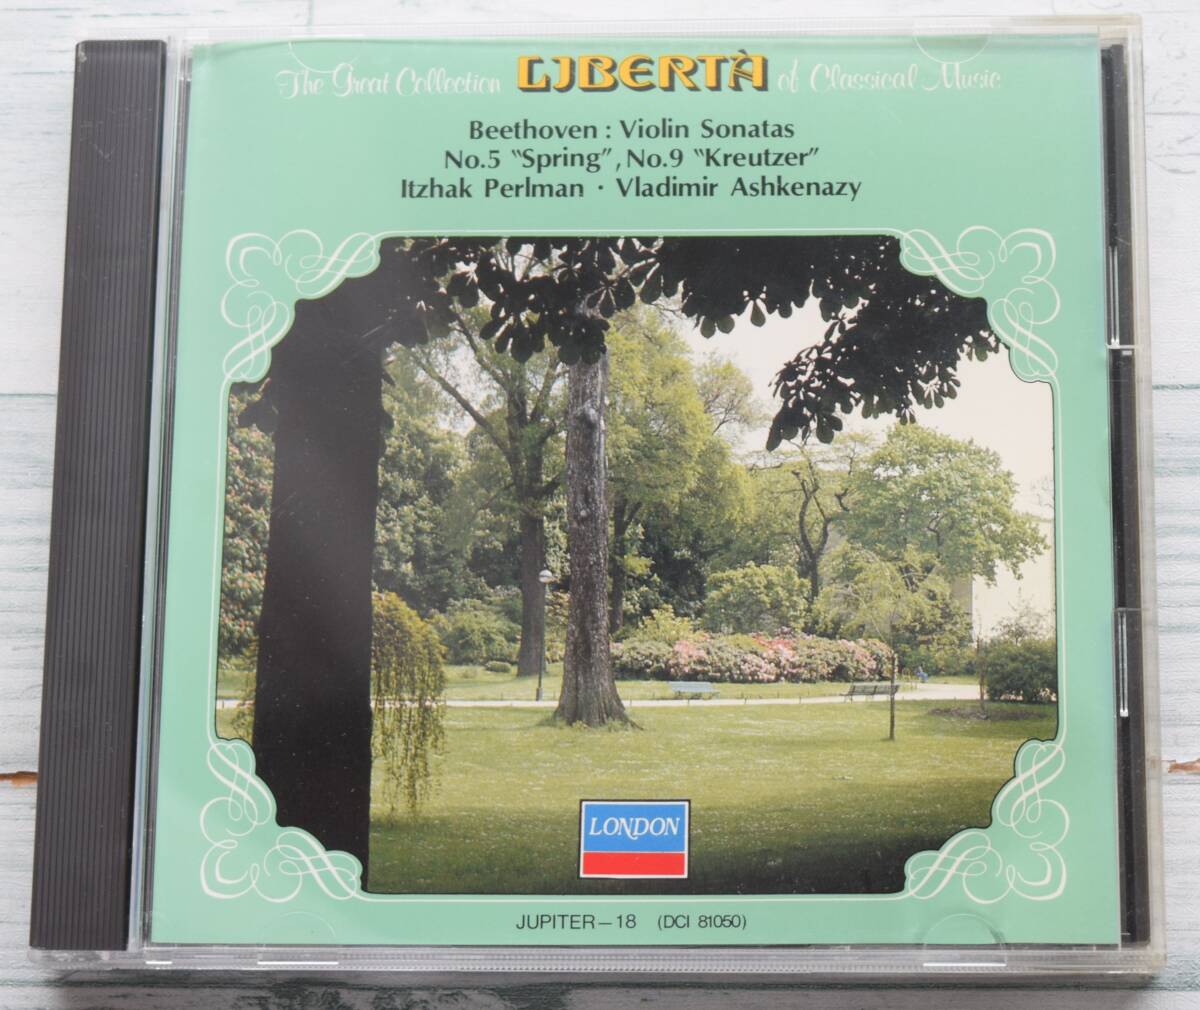 The Great Collection LIBERTÀ of Classical Music
Beethoven : Violin Sonatas
No.5 “Spring”, No.9 “Kreutzer”
Itzhak Perlman · Vladimir Ashkenazy
LONDON
JUPITER–18 (DCI 81050)